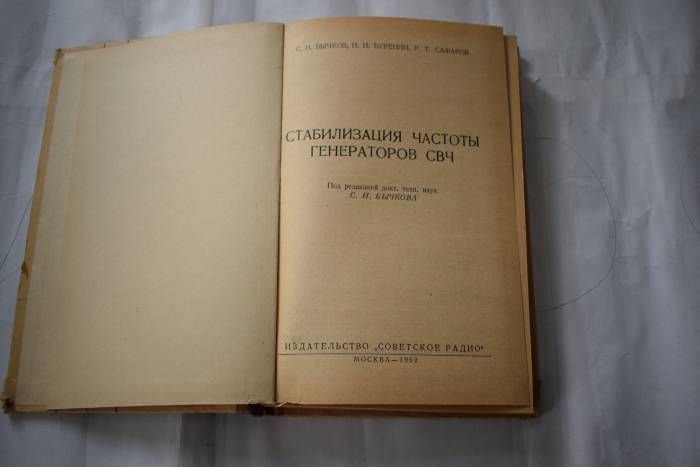 С. И. БЫЧКОВ, Н. И. БУРЕНИН, Р. Т. САФАРОВ
СТАБИЛИЗАЦИЯ ЧАСТОТЫ
ГЕНЕРАТОРОВ СВЧ
Под редакцией докт. техн. наук
С. И. БЫЧКОВА
ИЗДАТЕЛЬСТВО „СОВЕТСКОЕ РАДИО"
МОСКВА—1962